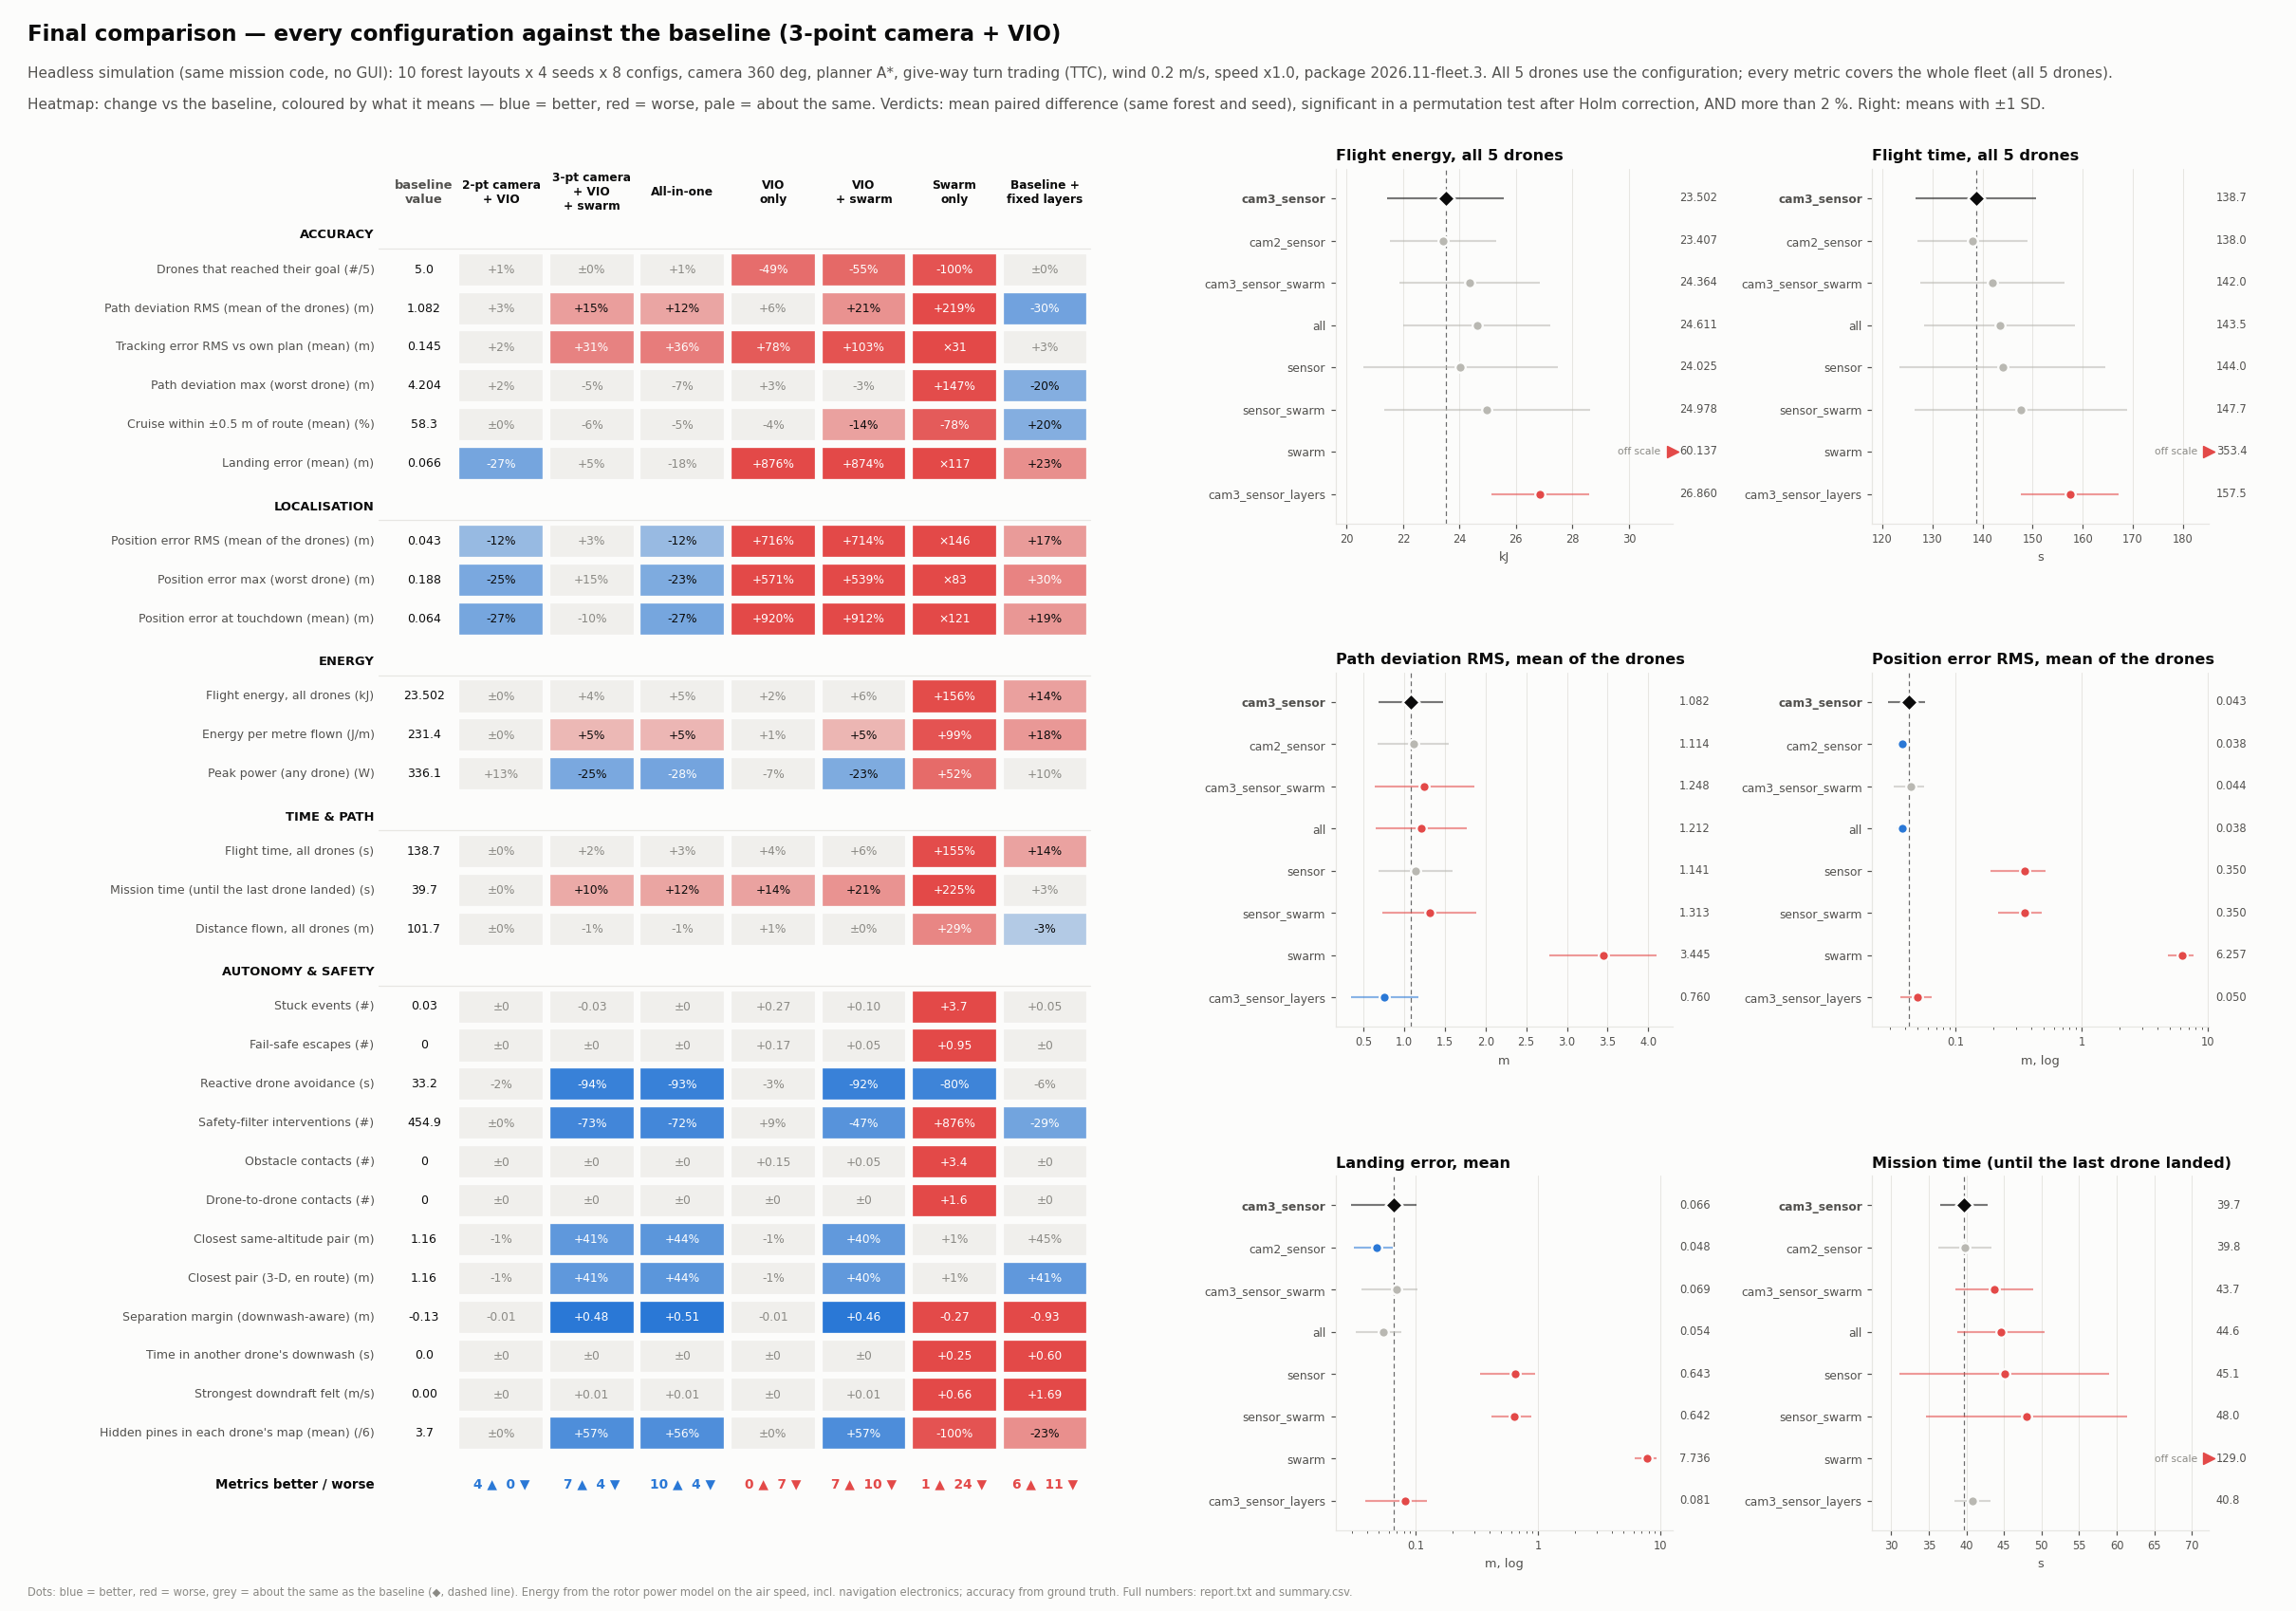 Final comparison — every configuration against the baseline (3-point camera + VIO)
Headless simulation (same mission code, no GUI): 10 forest layouts x 4 seeds x 8 configs, camera 360 deg, planner A*, give-way turn trading (TTC), wind 0.2 m/s, speed x1.0, package 2026.11-fleet.3. All 5 drones use the configuration; every metric covers the whole fleet (all 5 drones).
Heatmap: change vs the baseline, coloured by what it means — blue = better, red = worse, pale = about the same. Verdicts: mean paired difference (same forest and seed), significant in a permutation test after Holm correction, AND more than 2 %. Right: means with ±1 SD.
baseline value 2-pt camera + VIO 3-pt camera + VIO + swarm All-in-one VIO only VIO + swarm Swarm only Baseline + fixed layers
ACCURACY
Drones that reached their goal (#/5) 5.0 +1% ±0% +1% -49% -55% -100% ±0%
Path deviation RMS (mean of the drones) (m) 1.082 +3% +15% +12% +6% +21% +219% -30%
Tracking error RMS vs own plan (mean) (m) 0.145 +2% +31% +36% +78% +103% ×31 +3%
Path deviation max (worst drone) (m) 4.204 +2% -5% -7% +3% -3% +147% -20%
Cruise within ±0.5 m of route (mean) (%) 58.3 ±0% -6% -5% -4% -14% -78% +20%
Landing error (mean) (m) 0.066 -27% +5% -18% +876% +874% ×117 +23%
LOCALISATION
Position error RMS (mean of the drones) (m) 0.043 -12% +3% -12% +716% +714% ×146 +17%
Position error max (worst drone) (m) 0.188 -25% +15% -23% +571% +539% ×83 +30%
Position error at touchdown (mean) (m) 0.064 -27% -10% -27% +920% +912% ×121 +19%
ENERGY
Flight energy, all drones (kJ) 23.502 ±0% +4% +5% +2% +6% +156% +14%
Energy per metre flown (J/m) 231.4 ±0% +5% +5% +1% +5% +99% +18%
Peak power (any drone) (W) 336.1 +13% -25% -28% -7% -23% +52% +10%
TIME & PATH
Flight time, all drones (s) 138.7 ±0% +2% +3% +4% +6% +155% +14%
Mission time (until the last drone landed) (s) 39.7 ±0% +10% +12% +14% +21% +225% +3%
Distance flown, all drones (m) 101.7 ±0% -1% -1% +1% ±0% +29% -3%
AUTONOMY & SAFETY
Stuck events (#) 0.03 ±0 -0.03 ±0 +0.27 +0.10 +3.7 +0.05
Fail-safe escapes (#) 0 ±0 ±0 ±0 +0.17 +0.05 +0.95 ±0
Reactive drone avoidance (s) 33.2 -2% -94% -93% -3% -92% -80% -6%
Safety-filter interventions (#) 454.9 ±0% -73% -72% +9% -47% +876% -29%
Obstacle contacts (#) 0 ±0 ±0 ±0 +0.15 +0.05 +3.4 ±0
Drone-to-drone contacts (#) 0 ±0 ±0 ±0 ±0 ±0 +1.6 ±0
Closest same-altitude pair (m) 1.16 -1% +41% +44% -1% +40% +1% +45%
Closest pair (3-D, en route) (m) 1.16 -1% +41% +44% -1% +40% +1% +41%
Separation margin (downwash-aware) (m) -0.13 -0.01 +0.48 +0.51 -0.01 +0.46 -0.27 -0.93
Time in another drone's downwash (s) 0.0 ±0 ±0 ±0 ±0 ±0 +0.25 +0.60
Strongest downdraft felt (m/s) 0.00 ±0 +0.01 +0.01 ±0 +0.01 +0.66 +1.69
Hidden pines in each drone's map (mean) (/6) 3.7 ±0% +57% +56% ±0% +57% -100% -23%
Metrics better / worse 4 ▲ 0 ▼ 7 ▲ 4 ▼ 10 ▲ 4 ▼ 0 ▲ 7 ▼ 7 ▲ 10 ▼ 1 ▲ 24 ▼ 6 ▲ 11 ▼
Flight energy, all 5 drones
cam3_sensor 23.502
cam2_sensor 23.407
cam3_sensor_swarm 24.364
all 24.611
sensor 24.025
sensor_swarm 24.978
swarm off scale 60.137
cam3_sensor_layers 26.860
20 22 24 26 28 30
kJ
Flight time, all 5 drones
cam3_sensor 138.7
cam2_sensor 138.0
cam3_sensor_swarm 142.0
all 143.5
sensor 144.0
sensor_swarm 147.7
swarm off scale 353.4
cam3_sensor_layers 157.5
120 130 140 150 160 170 180
s
Path deviation RMS, mean of the drones
cam3_sensor 1.082
cam2_sensor 1.114
cam3_sensor_swarm 1.248
all 1.212
sensor 1.141
sensor_swarm 1.313
swarm 3.445
cam3_sensor_layers 0.760
0.5 1.0 1.5 2.0 2.5 3.0 3.5 4.0
m
Position error RMS, mean of the drones
cam3_sensor 0.043
cam2_sensor 0.038
cam3_sensor_swarm 0.044
all 0.038
sensor 0.350
sensor_swarm 0.350
swarm 6.257
cam3_sensor_layers 0.050
0.1 1 10
m, log
Landing error, mean
cam3_sensor 0.066
cam2_sensor 0.048
cam3_sensor_swarm 0.069
all 0.054
sensor 0.643
sensor_swarm 0.642
swarm 7.736
cam3_sensor_layers 0.081
0.1 1 10
m, log
Mission time (until the last drone landed)
cam3_sensor 39.7
cam2_sensor 39.8
cam3_sensor_swarm 43.7
all 44.6
sensor 45.1
sensor_swarm 48.0
swarm off scale 129.0
cam3_sensor_layers 40.8
30 35 40 45 50 55 60 65 70
s
Dots: blue = better, red = worse, grey = about the same as the baseline (◆, dashed line). Energy from the rotor power model on the air speed, incl. navigation electronics; accuracy from ground truth. Full numbers: report.txt and summary.csv.